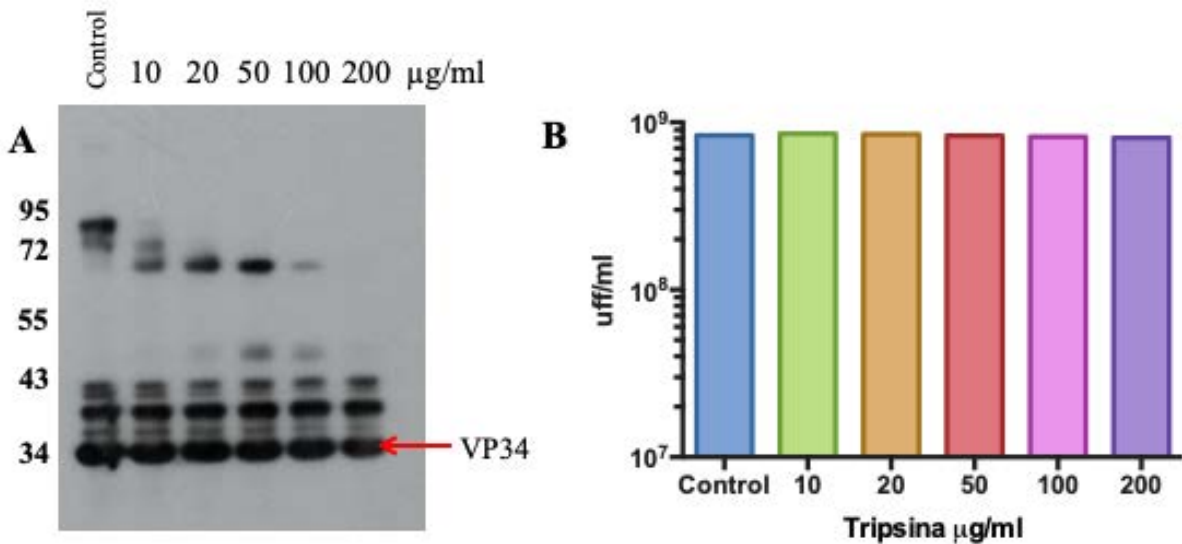 Control
10 20 50 100 200 µg/ml
A
95
72
55
43
34
VP34
B
10⁹
10⁸
10⁷
uff/ml
Control 10 20 50 100 200
Tripsina µg/ml